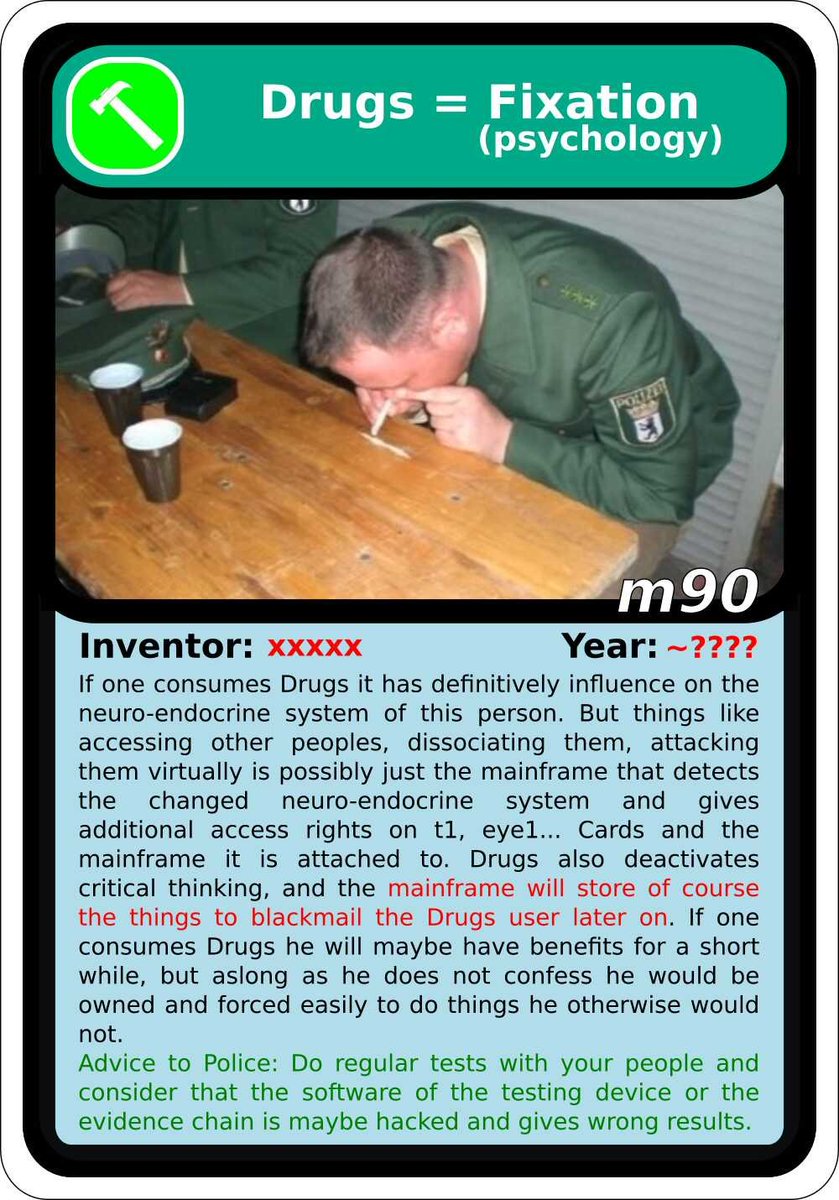 Drugs = Fixation
(psychology)
POLIZEI
m90
Inventor: xxxxx Year: ~????
If one consumes Drugs it has definitively influence on the
neuro-endocrine system of this person. But things like
accessing other peoples, dissociating them, attacking
them virtually is possibly just the mainframe that detects
the changed neuro-endocrine system and gives
additional access rights on t1, eye1... Cards and the
mainframe it is attached to. Drugs also deactivates
critical thinking, and the mainframe will store of course
the things to blackmail the Drugs user later on. If one
consumes Drugs he will maybe have benefits for a short
while, but aslong as he does not confess he would be
owned and forced easily to do things he otherwise would
not.
Advice to Police: Do regular tests with your people and
consider that the software of the testing device or the
evidence chain is maybe hacked and gives wrong results.